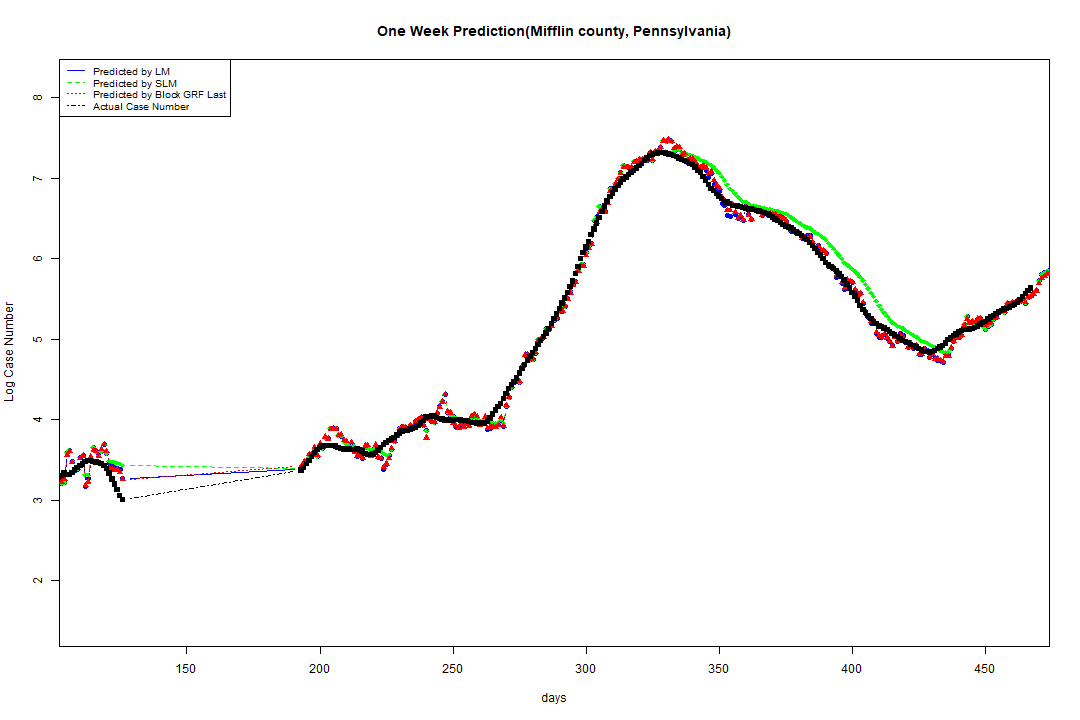 One Week Prediction(Mifflin county, Pennsylvania)
Predicted by LM
Predicted by SLM
Predicted by Block GRF Last
Actual Case Number
8
7
6
5
4
3
2
Log Case Number
150 200 250 300 350 400 450
days